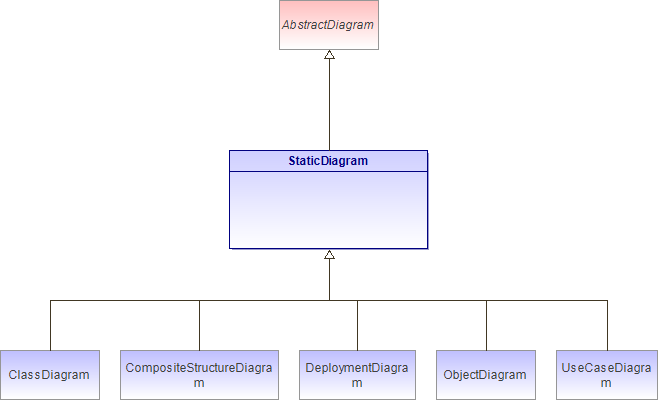 AbstractDiagram
StaticDiagram
ClassDiagram
CompositeStructureDiagra
m
DeploymentDiagra
m
ObjectDiagram
UseCaseDiagra
m